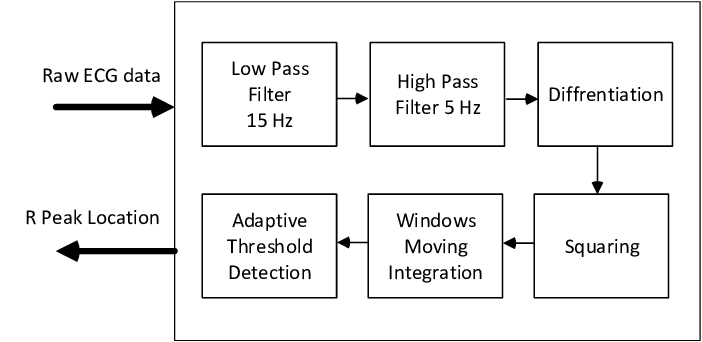 Raw ECG data
Low Pass
Filter
15 Hz
High Pass
Filter 5 Hz
Diffrentiation
R Peak Location
Adaptive
Threshold
Detection
Windows
Moving
Integration
Squaring